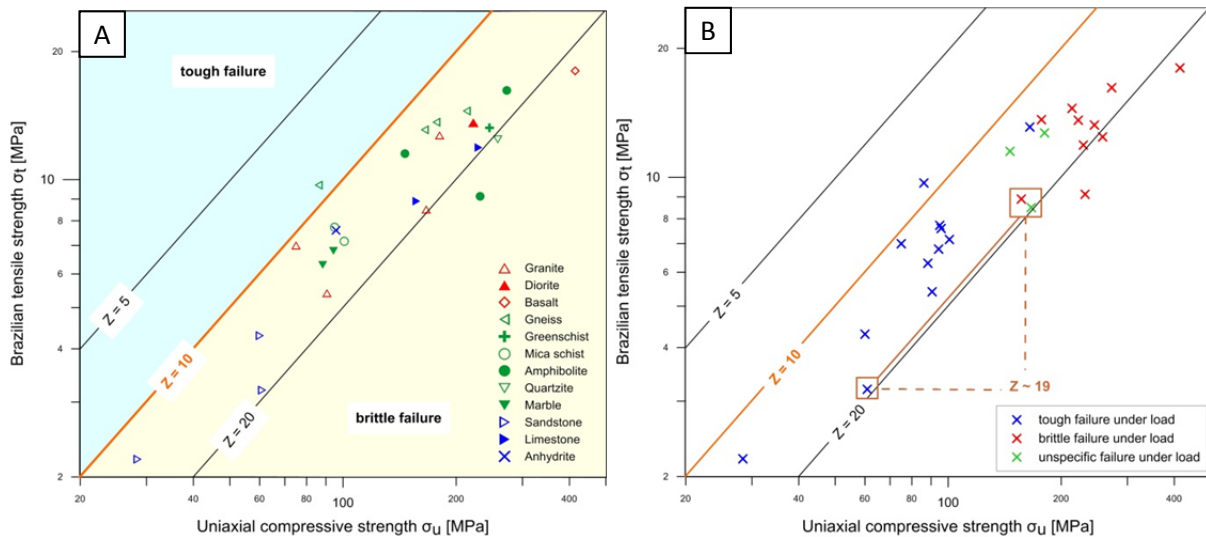 A
20
10
8
6
4
2
Brazilian tensile strength σt [MPa]
tough failure
Z = 5
Z = 10
Z = 20
brittle failure
Granite
Diorite
Basalt
Gneiss
Greenschist
Mica schist
Amphibolite
Quartzite
Marble
Sandstone
Limestone
Anhydrite
20
40
60
100
200
400
Uniaxial compressive strength σu [MPa]
B
20
10
8
6
4
2
Brazilian tensile strength σt [MPa]
Z = 5
Z = 10
Z = 20
Z ~ 19
tough failure under load
brittle failure under load
unspecific failure under load
20
40
60
100
200
400
Uniaxial compressive strength σu [MPa]